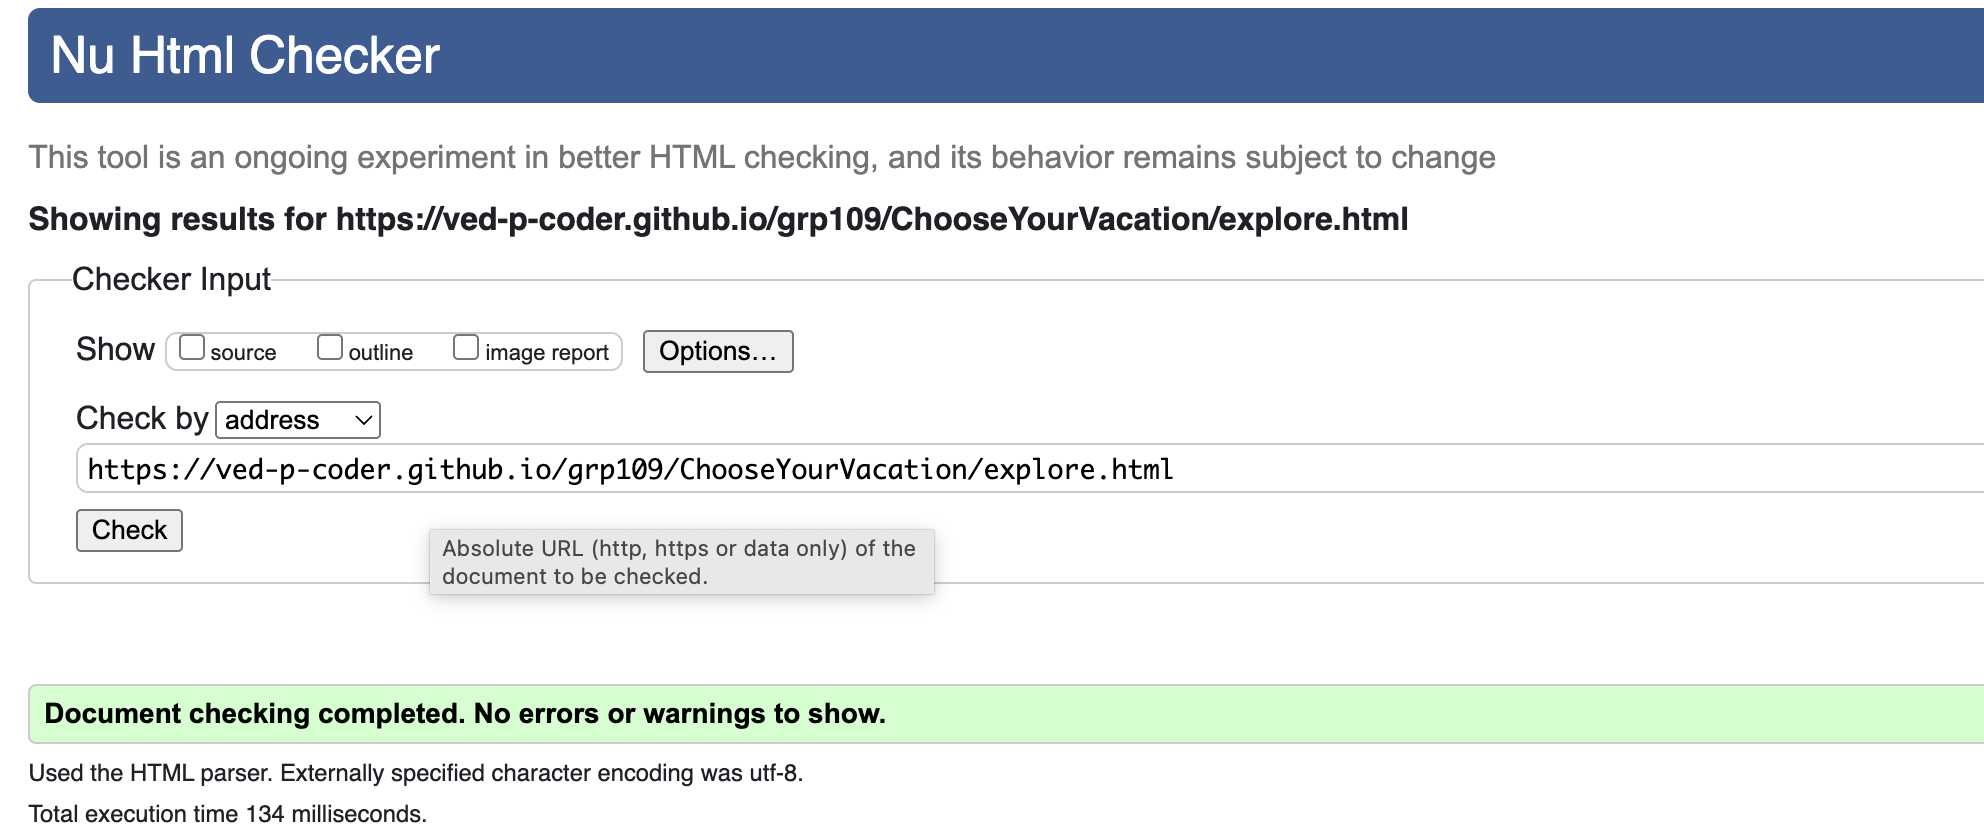 Nu Html Checker
This tool is an ongoing experiment in better HTML checking, and its behavior remains subject to change
Showing results for https://ved-p-coder.github.io/grp109/ChooseYourVacation/explore.html
Checker Input
Show source outline image report Options...
Check by address
https://ved-p-coder.github.io/grp109/ChooseYourVacation/explore.html
Check
Absolute URL (http, https or data only) of the
document to be checked.
Document checking completed. No errors or warnings to show.
Used the HTML parser. Externally specified character encoding was utf-8.
Total execution time 134 milliseconds.